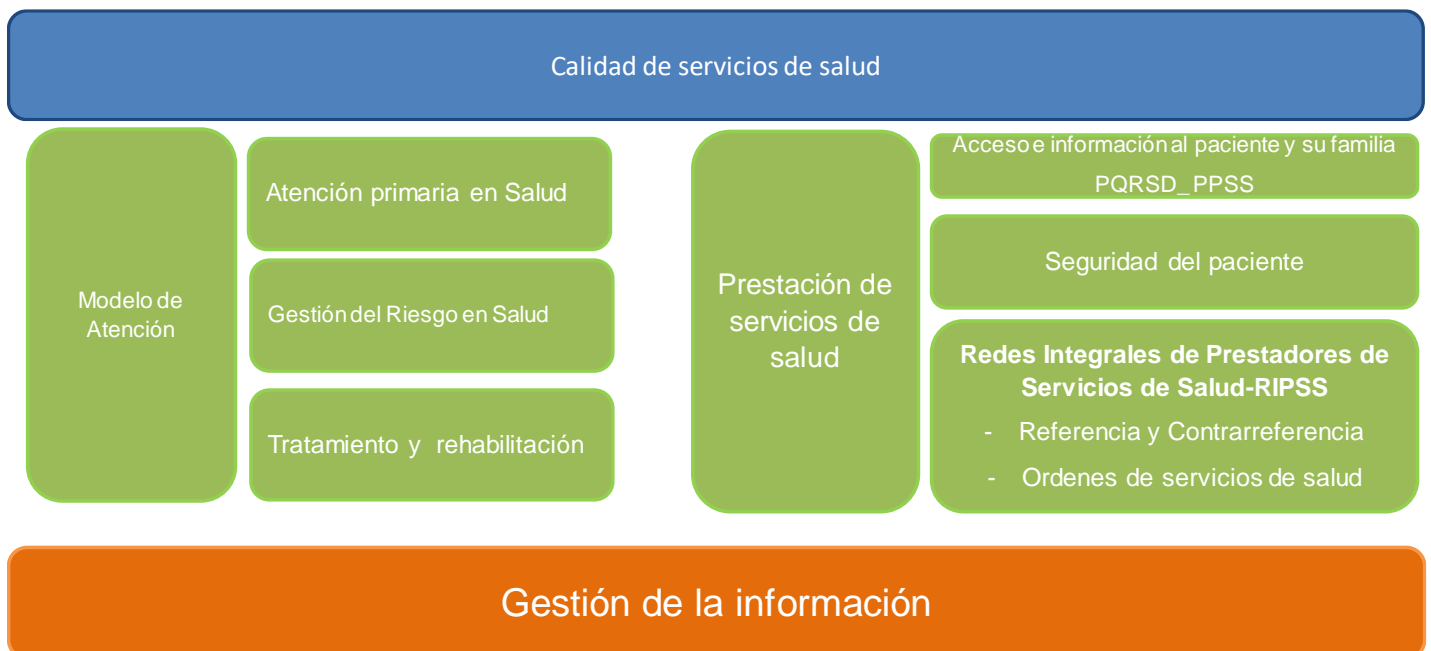 Calidad de servicios de salud
Modelo de
Atención
Atención primaria en Salud
Gestión del Riesgo en Salud
Tratamiento y rehabilitación
Prestación de
servicios de
salud
Acceso e información al paciente y su familia
PQRSD_PPSS
Seguridad del paciente
Redes Integrales de Prestadores de
Servicios de Salud-RIPSS
- Referencia y Contrarreferencia
- Ordenes de servicios de salud
Gestión de la información